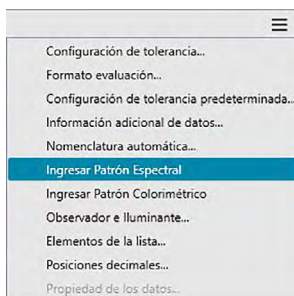 Configuración de tolerancia...
Formato evaluación...
Configuración de tolerancia predeterminada..
Información adicional de datos...
Nomenclatura automática...
Ingresar Patrón Espectral
Ingresar Patrón Colorimétrico
Observador e Iluminante...
Elementos de la lista...
Posiciones decimales...
Propiedad de los datos...